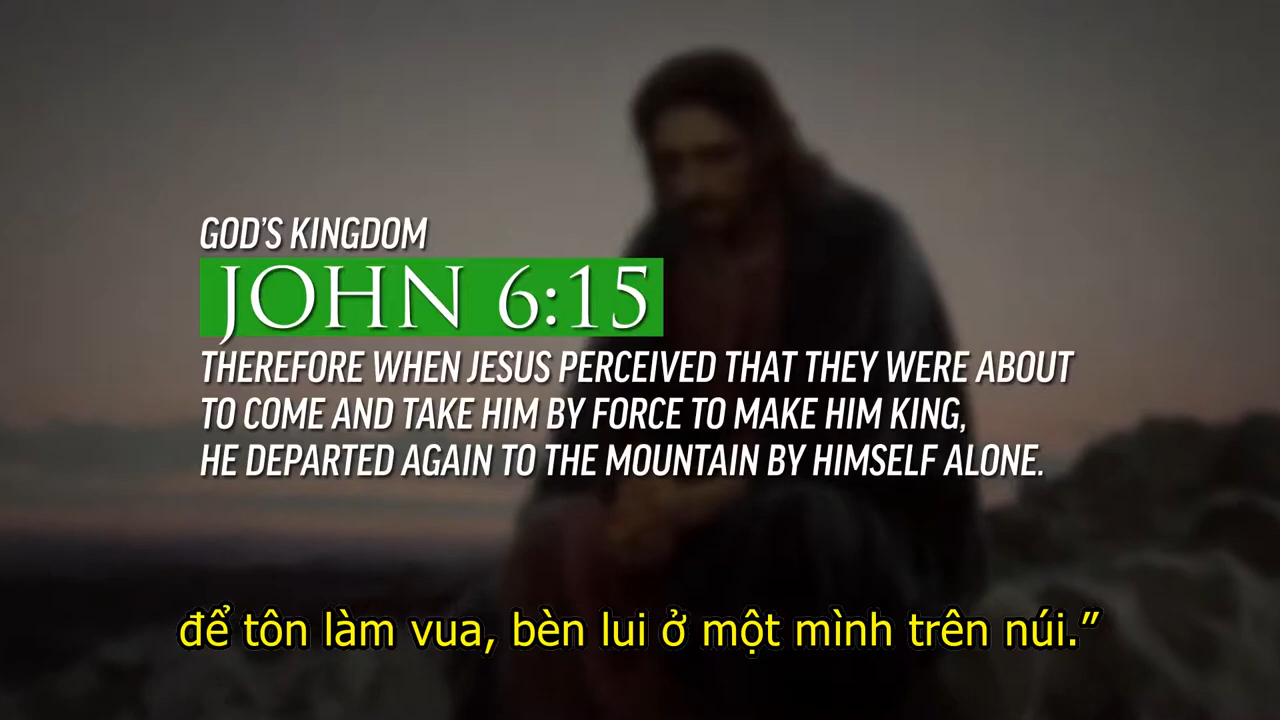 GOD'S KINGDOM
JOHN 6:15
THEREFORE WHEN JESUS PERCEIVED THAT THEY WERE ABOUT
TO COME AND TAKE HIM BY FORCE TO MAKE HIM KING,
HE DEPARTED AGAIN TO THE MOUNTAIN BY HIMSELF ALONE.
để tôn làm vua, bèn lui ở một mình trên núi.”